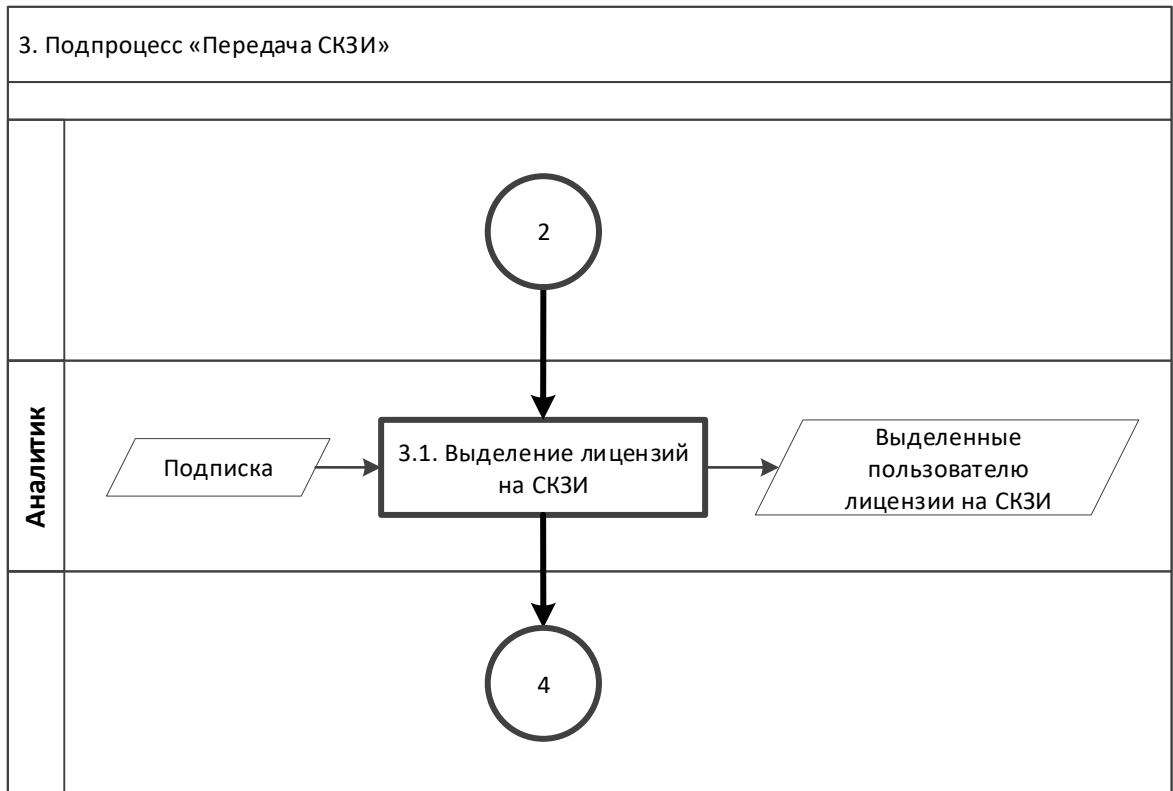 3. Подпроцесс «Передача СКЗИ»
2
Аналитик
Подписка
3.1. Выделение лицензий
на СКЗИ
Выделенные
пользователю
лицензии на СКЗИ
4